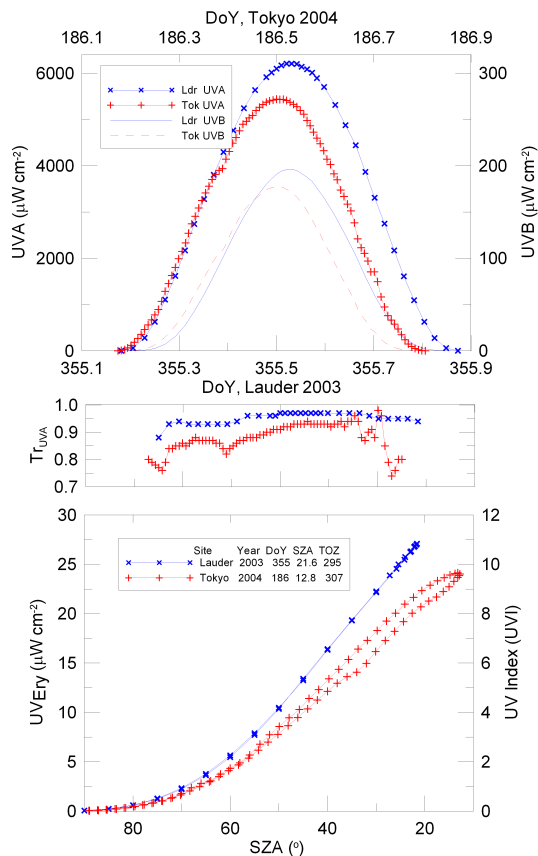 DoY, Tokyo 2004
186.1 186.3 186.5 186.7 186.9
6000 300
Ldr UVA
Tok UVA
Ldr UVB
Tok UVB
4000 200
UVA (μW cm-2) UVB (μW cm-2)
2000 100
0 0
355.1 355.3 355.5 355.7 355.9
DoY, Lauder 2003
1.0
0.9
TrUVA
0.8
0.7
30 12
Site Year DoY SZA TOZ
Lauder 2003 355 21.6 295
Tokyo 2004 186 12.8 307
25 10
20 8
UVEry (μW cm-2) UV Index (UVI)
15 6
10 4
5 2
0 0
80 60 40 20
SZA (º)